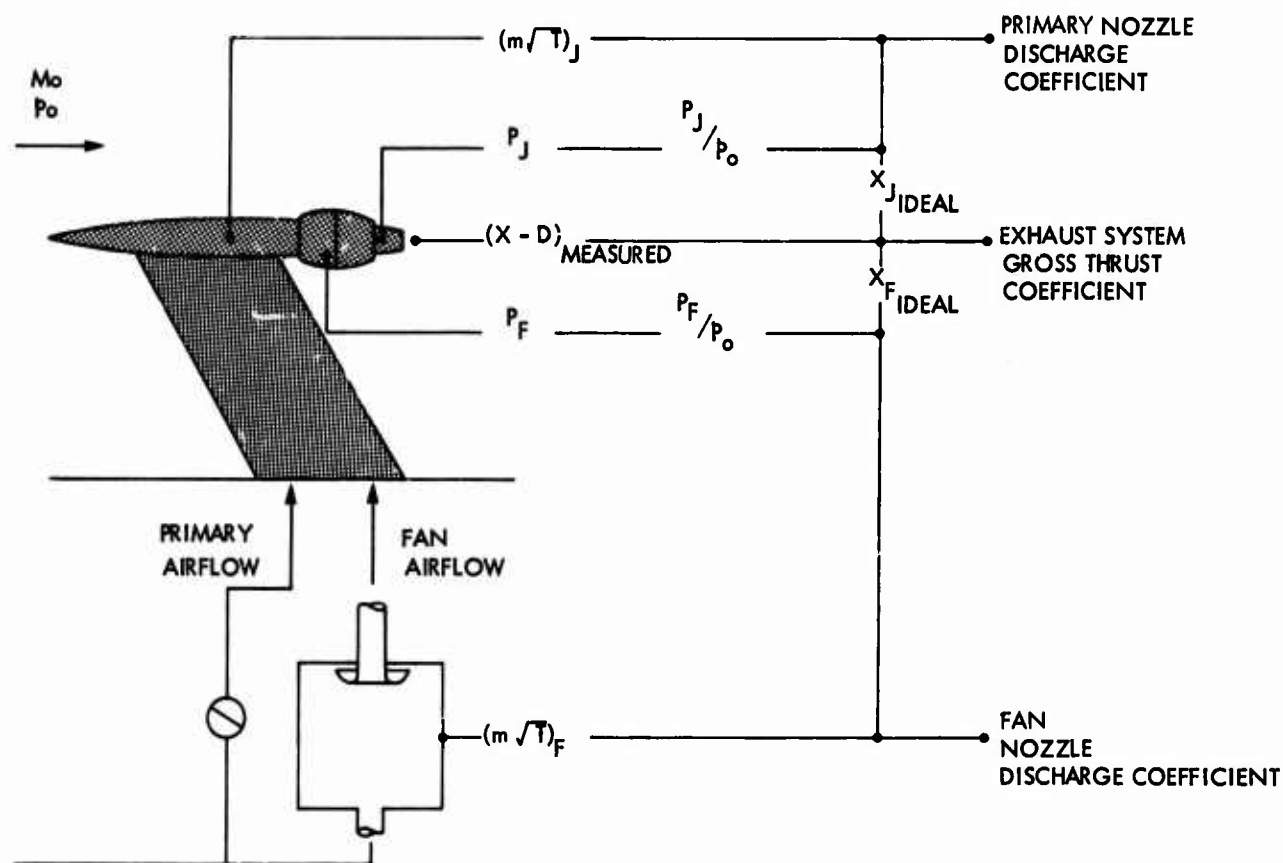 (m√T)J
PRIMARY NOZZLE
DISCHARGE
COEFFICIENT
Mo
Po
PJ
PJ/Po
XJIDEAL
(X - D)MEASURED
EXHAUST SYSTEM
GROSS THRUST
COEFFICIENT
XFIDEAL
PF
PF/Po
PRIMARY
AIRFLOW
FAN
AIRFLOW
(m √T)F
FAN
NOZZLE
DISCHARGE COEFFICIENT